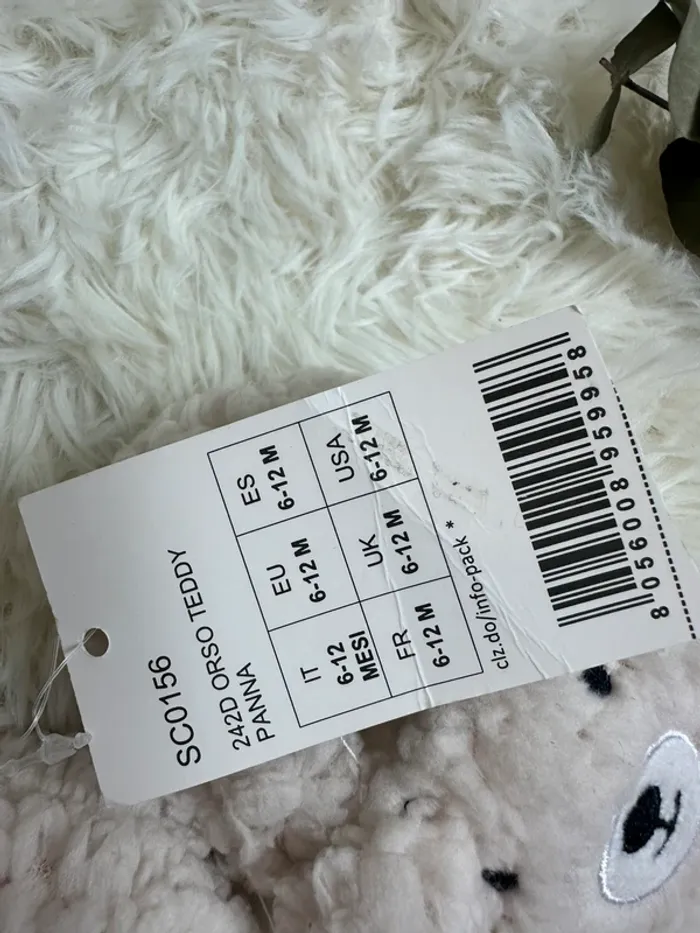 SC0156
242D ORSO TEDDY
PANNA
IT
6-12
MESI
EU
6-12 M
ES
6-12 M
FR
6-12 M
UK
6-12 M
USA
6-12 M
clz.do/info-pack *
8 056008 959958